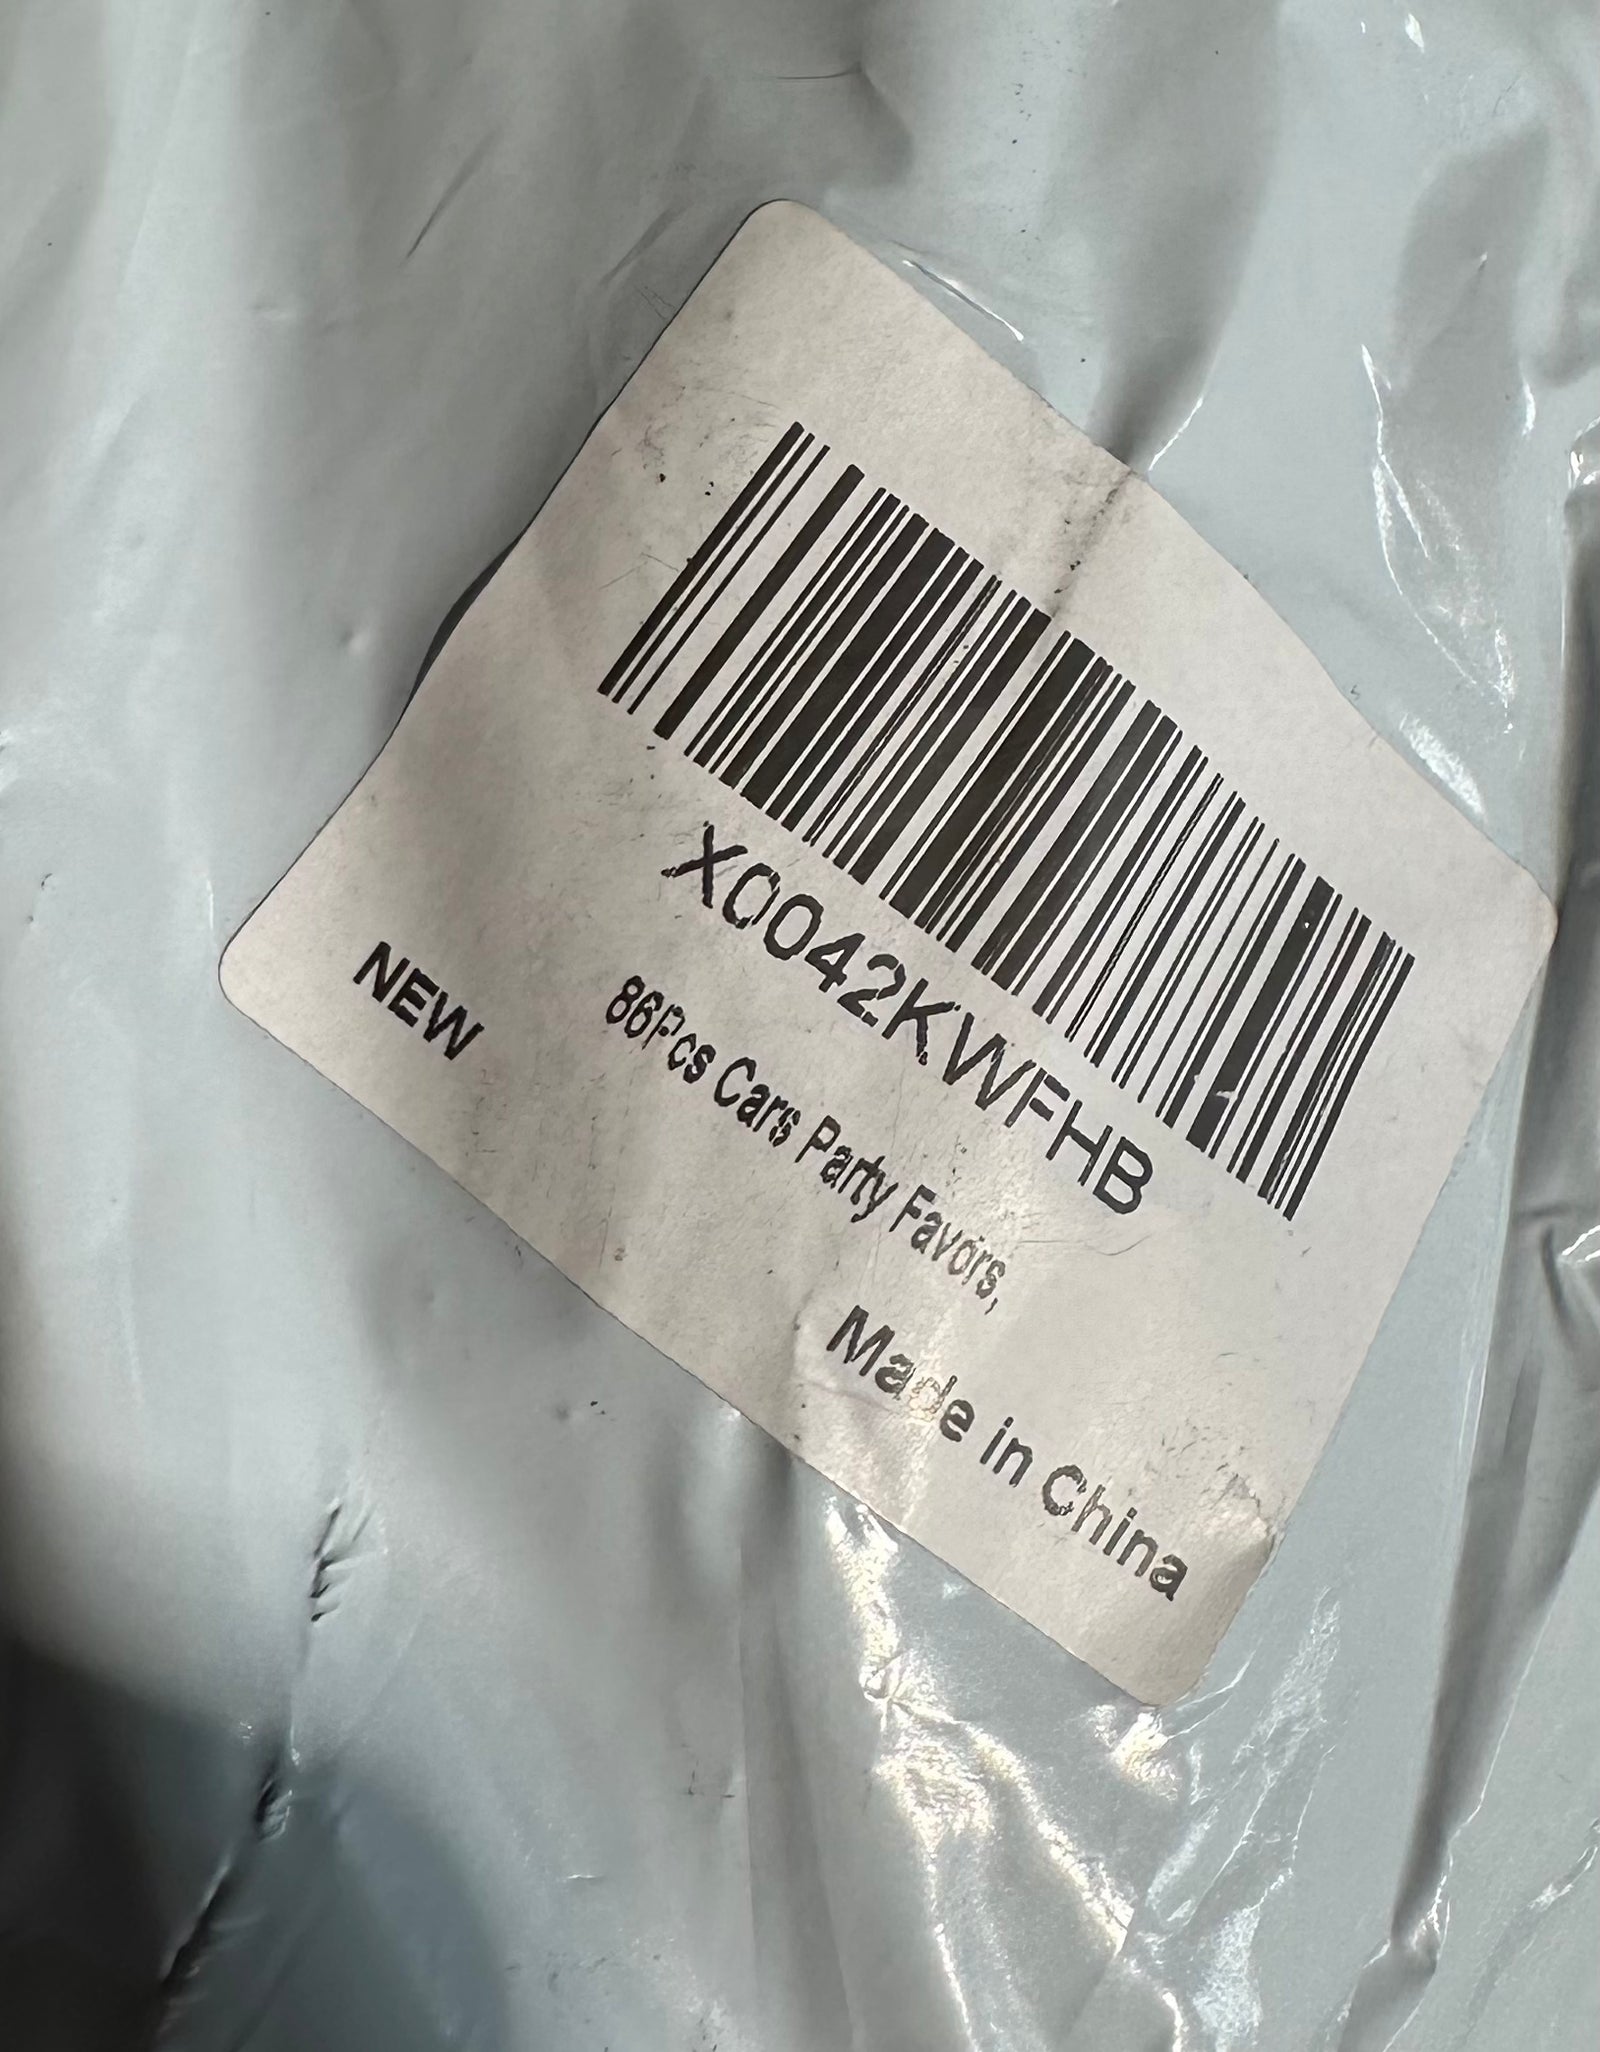 X0042KWFHB
86Pcs Cars Party Favors,
NEW
Made in China